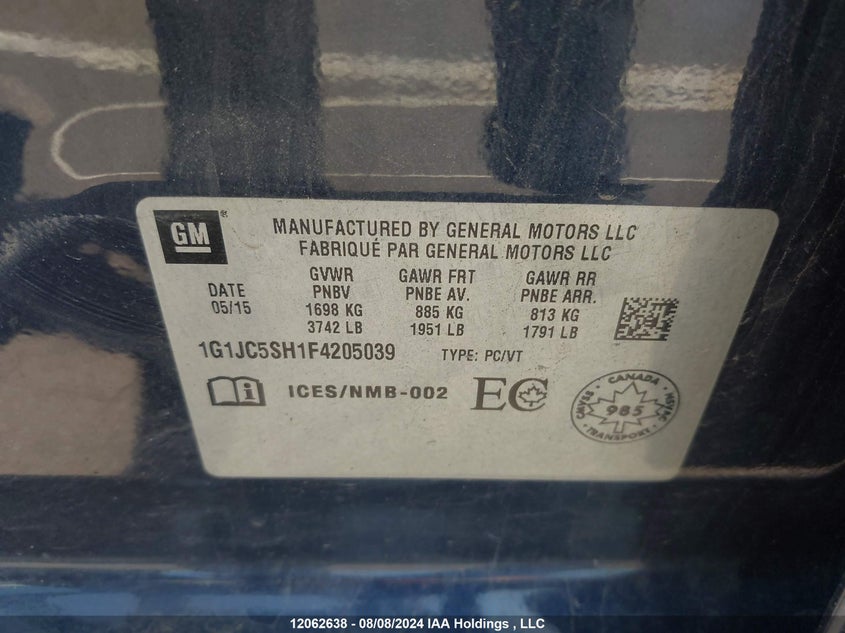 GM®
MANUFACTURED BY GENERAL MOTORS LLC
FABRIQUÉ PAR GENERAL MOTORS LLC
DATE
05/15
GVWR
PNBV
1698 KG
3742 LB
GAWR FRT
PNBE AV.
885 KG
1951 LB
GAWR RR
PNBE ARR.
813 KG
1791 LB
1G1JC5SH1F4205039 TYPE: PC/VT
ICES/NMB-002 EC
CANADA
CMVSS
NSVAC
985
TRANSPORT
12062638 - 08/08/2024 IAA Holdings , LLC